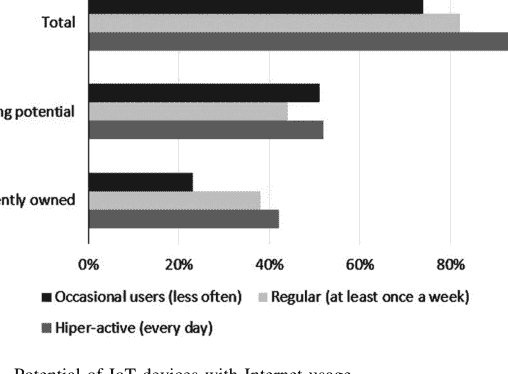 Total
ng potential
ently owned
0% 20% 40% 60% 80%
Occasional users (less often) Regular (at least once a week)
Hiper-active (every day)
Potential of IoT devices with Internet usage